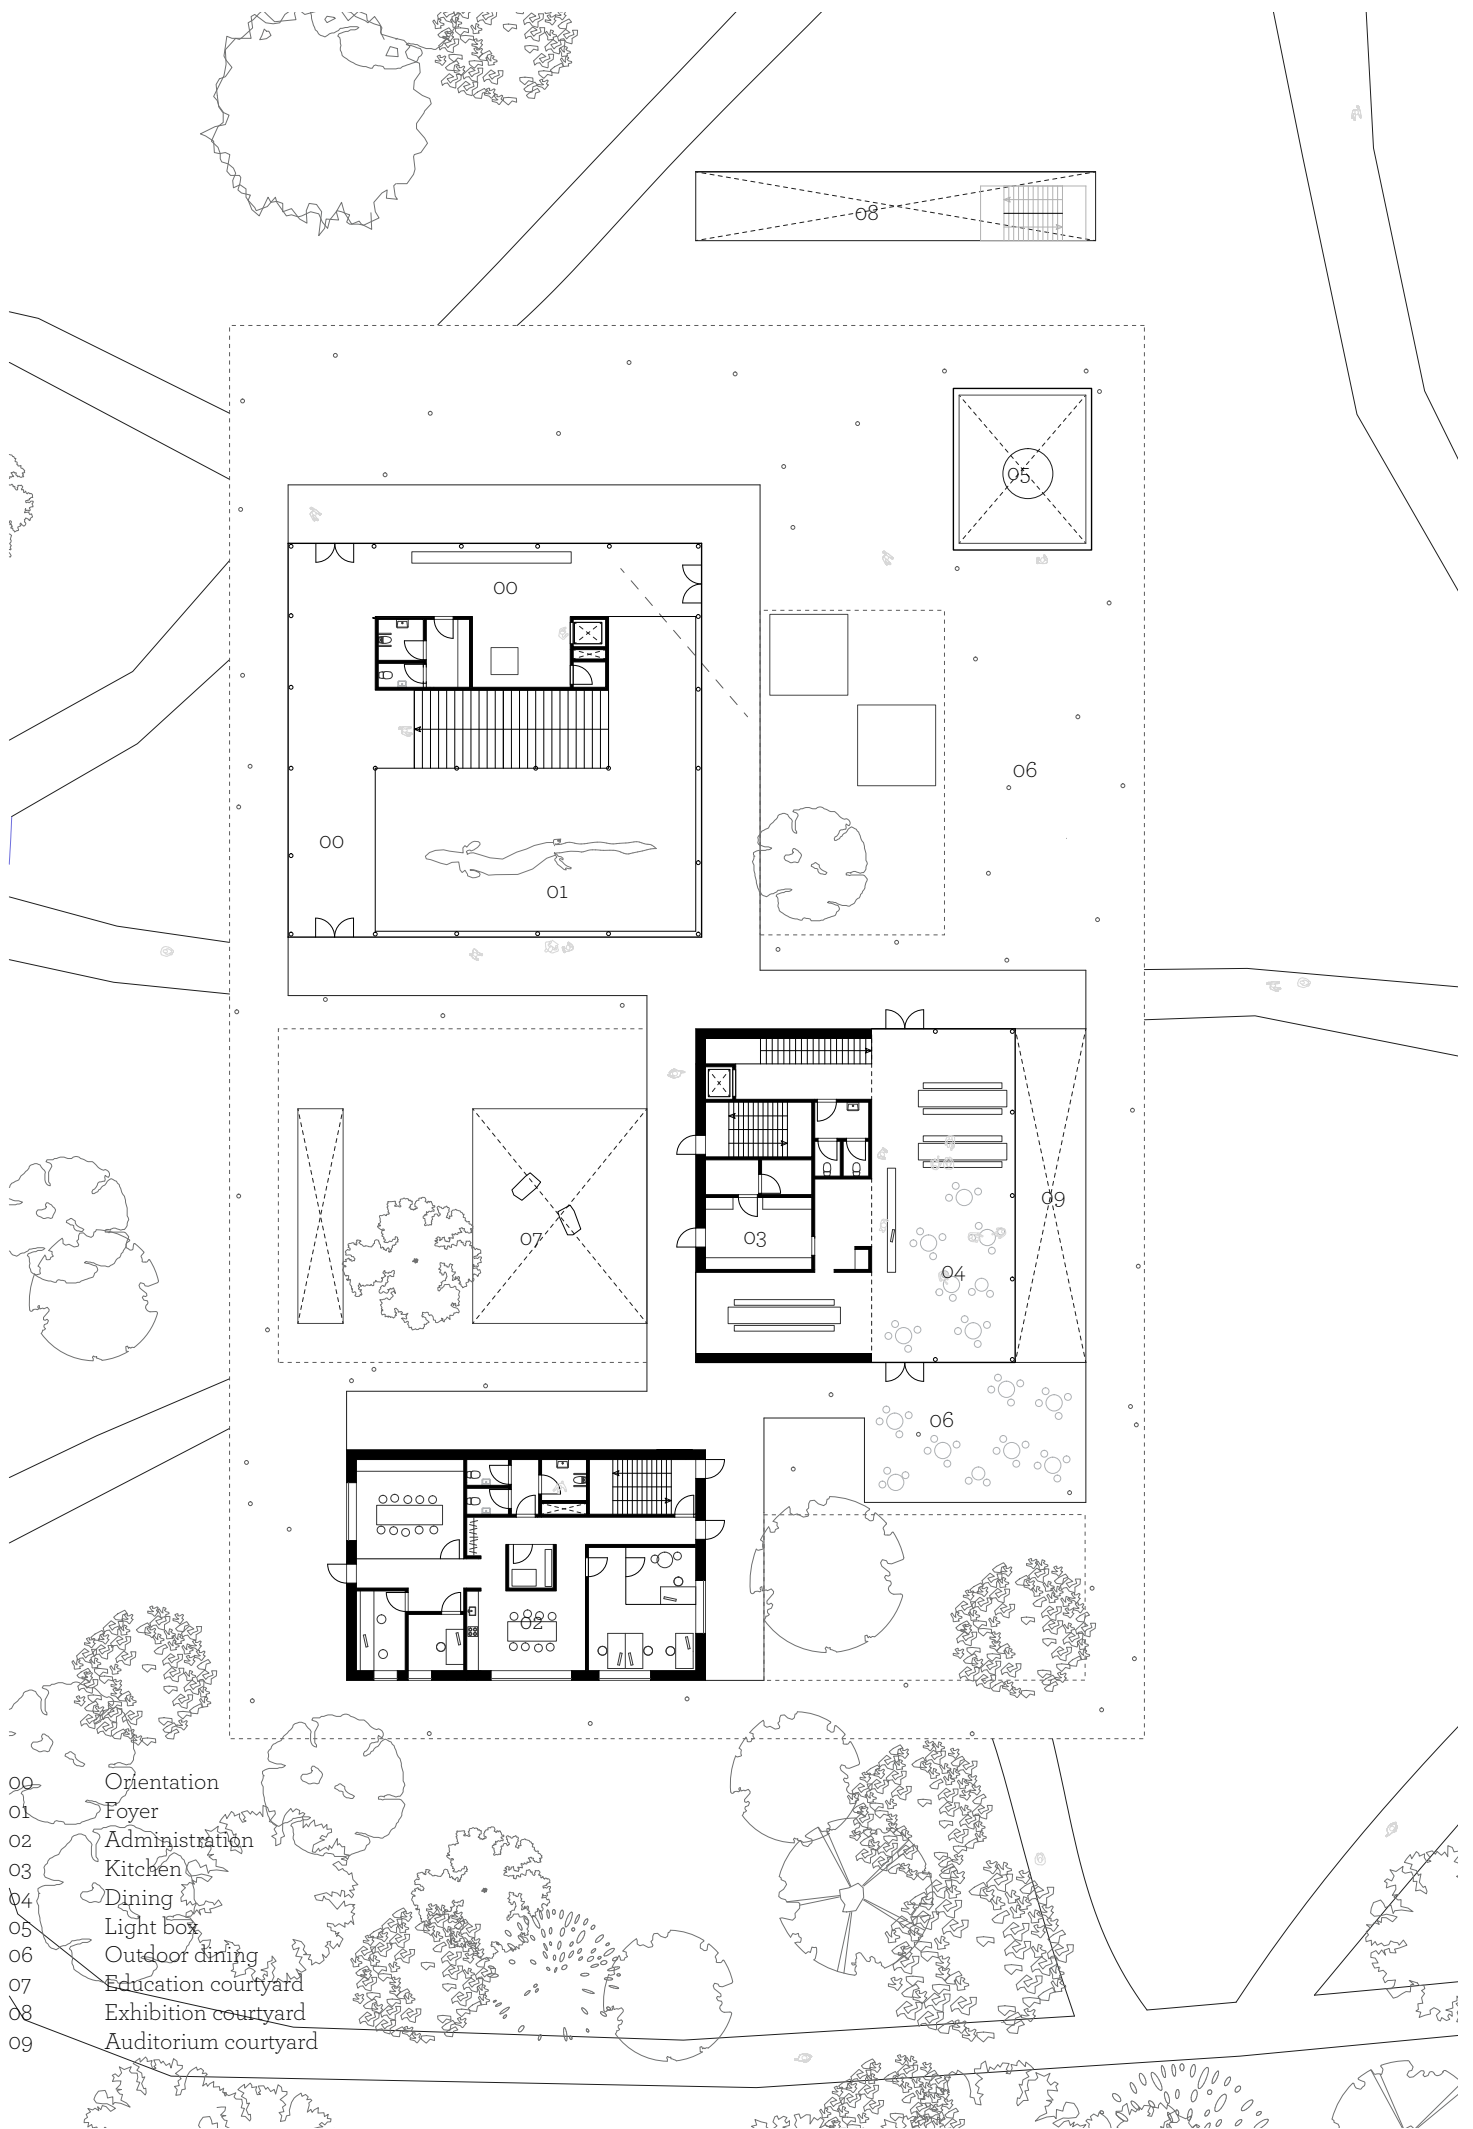 08
05
00
06
00
01
09
07
03
04
06
02
00 Orientation
01 Foyer
02 Administration
03 Kitchen
04 Dining
05 Light box
06 Outdoor dining
07 Education courtyard
08 Exhibition courtyard
09 Auditorium courtyard